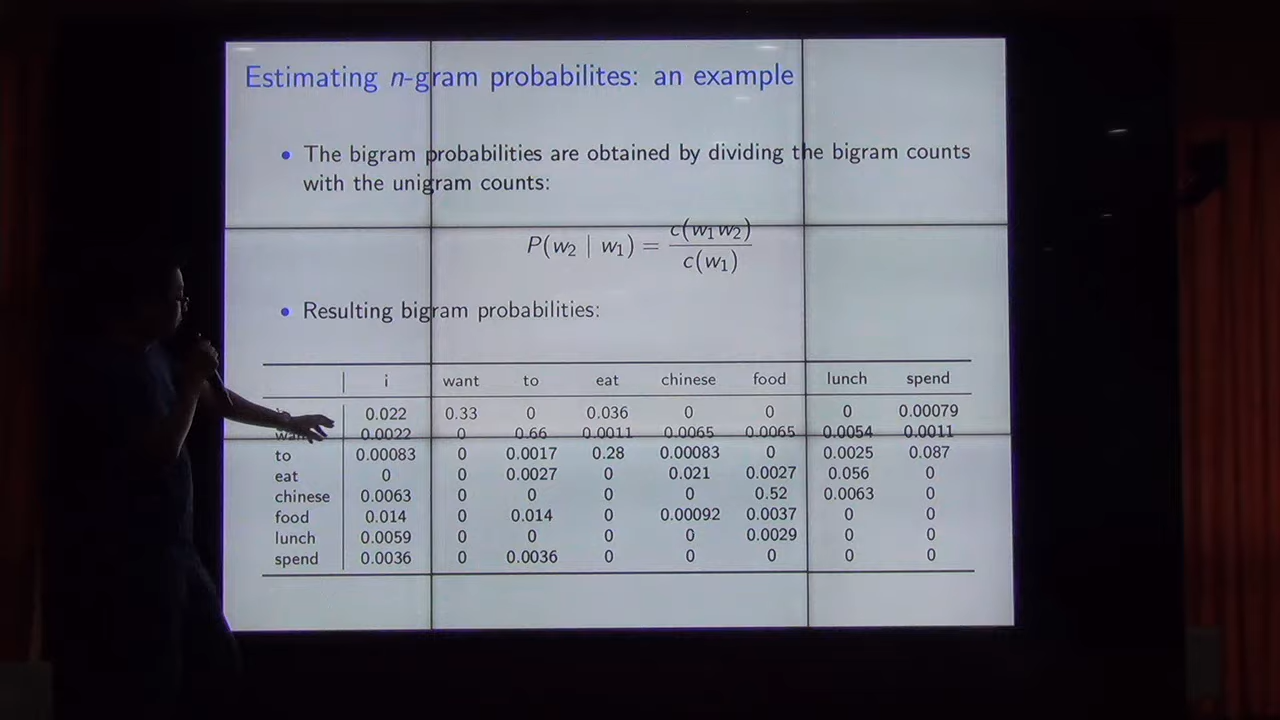 Estimating n-gram probabilites: an example
• The bigram probabilities are obtained by dividing the bigram counts
with the unigram counts:
P(w₂ | w₁) = c(w₁w₂) / c(w₁)
• Resulting bigram probabilities:
i want to eat chinese food lunch spend
0.022 0.33 0 0.036 0 0 0 0.00079
want 0.0022 0 0.66 0.0011 0.0065 0.0065 0.0054 0.0011
to 0.00083 0 0.0017 0.28 0.00083 0 0.0025 0.087
eat 0 0 0.0027 0 0.021 0.0027 0.056 0
chinese 0.0063 0 0 0 0 0.52 0.0063 0
food 0.014 0 0.014 0 0.00092 0.0037 0 0
lunch 0.0059 0 0 0 0 0.0029 0 0
spend 0.0036 0 0.0036 0 0 0 0 0